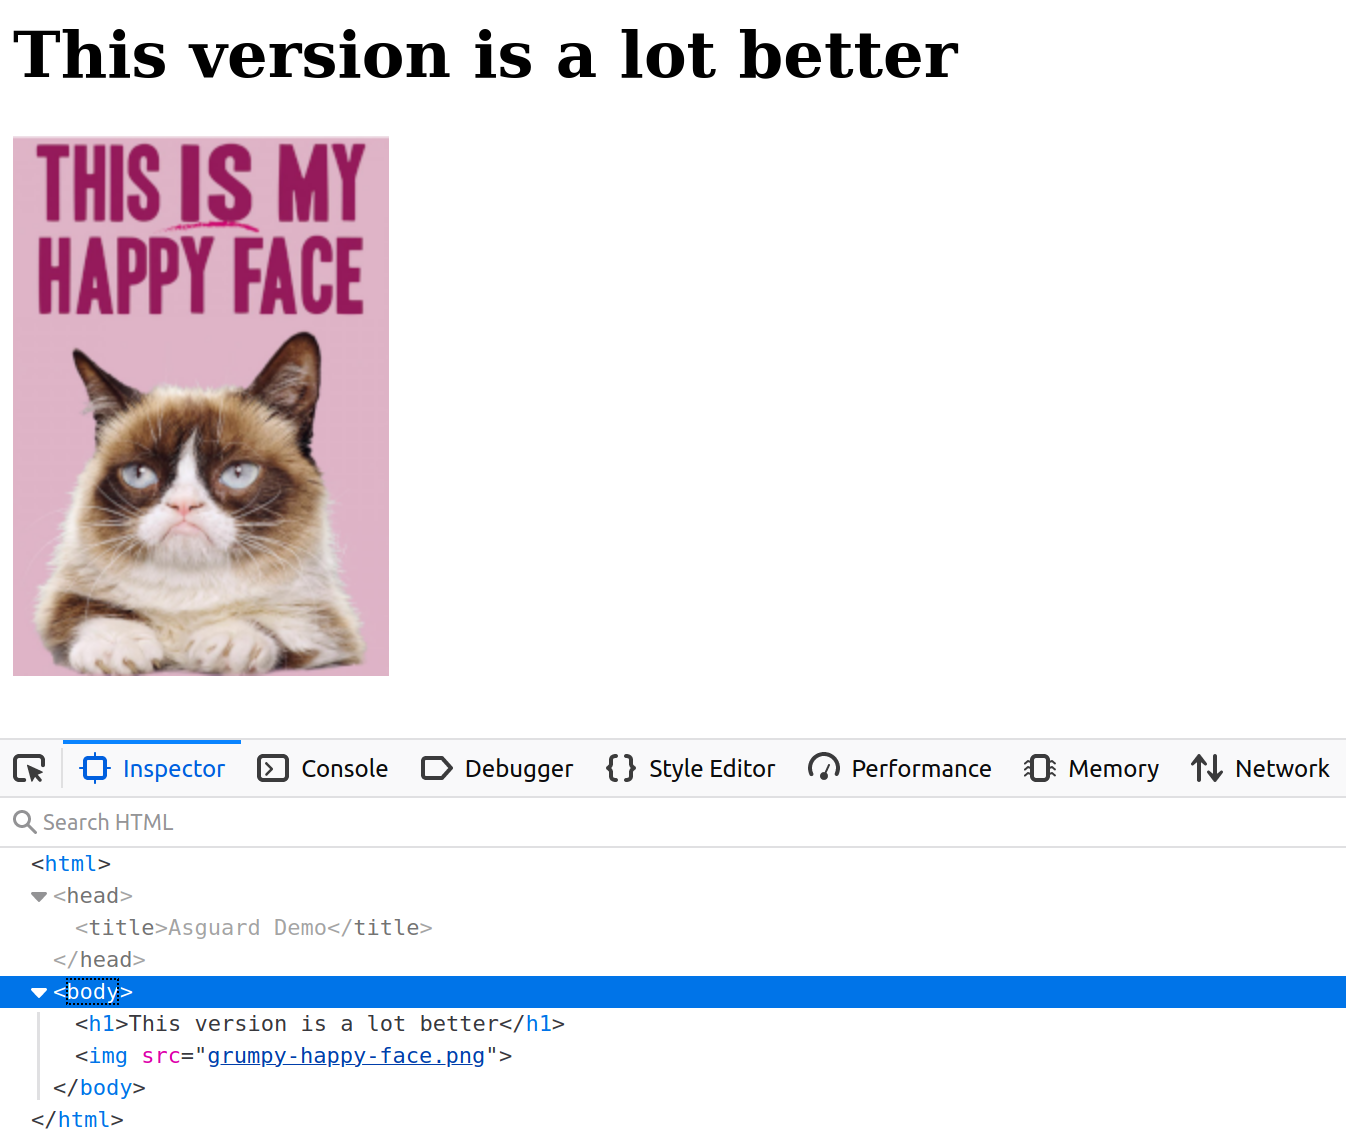 This version is a lot better
THIS IS MY
HAPPY FACE
Inspector Console Debugger Style Editor Performance Memory Network
Search HTML
<html>
<head>
<title>Asguard Demo</title>
</head>
<body>
<h1>This version is a lot better</h1>
<img src="grumpy-happy-face.png">
</body>
</html>